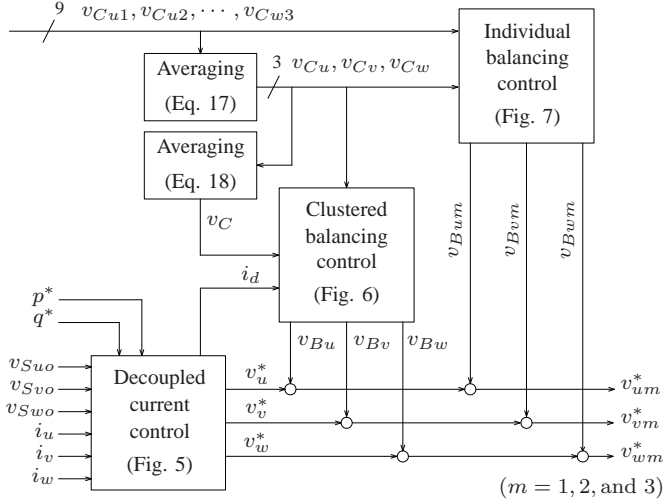 9 v_{Cu1}, v_{Cu2}, ⋯, v_{Cw3}
Individual
balancing
control
(Fig. 7)
Averaging
(Eq. 17)
3 v_{Cu}, v_{Cv}, v_{Cw}
Averaging
(Eq. 18)
v_C
Clustered
balancing
control
(Fig. 6)
v_{Bum}
v_{Bvm}
v_{Bwm}
i_d
p*
q*
v_{Bu} v_{Bv} v_{Bw}
v_{Suo}
v_{Svo}
v_{Swo}
i_u
i_v
i_w
Decoupled
current
control
(Fig. 5)
v_u^*
v_v^*
v_w^*
v_{um}^*
v_{vm}^*
v_{wm}^*
(m = 1, 2, and 3)